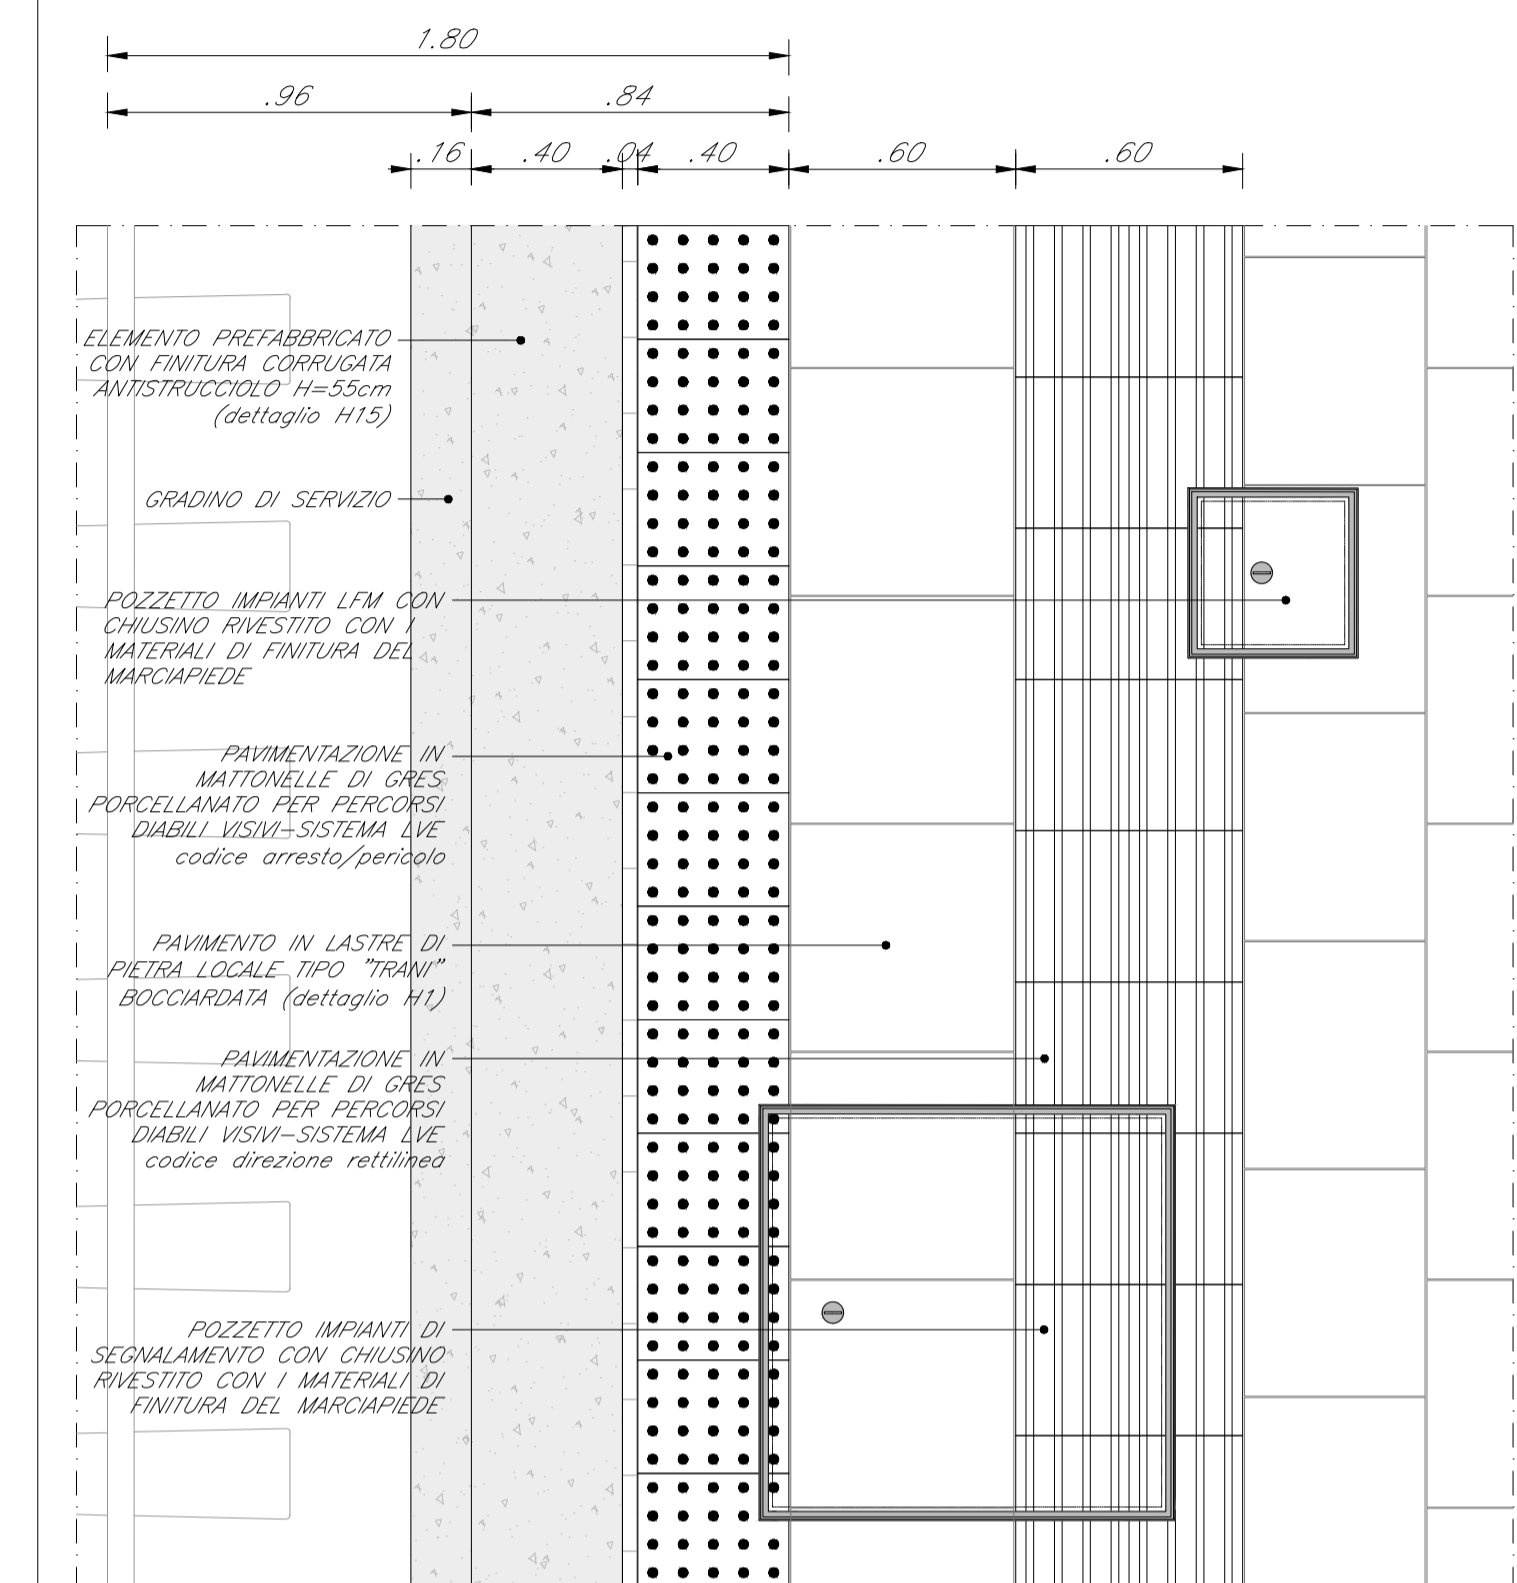 1.80
.96
.84
.16
.40
.04
.40
.60
.60
ELEMENTO PREFABBRICATO
CON FINITURA CORRUGATA
ANTISTRUCCIOLO H=55cm
(dettaglio H15)
GRADINO DI SERVIZIO
POZZETTO IMPIANTI LFM CON
CHIUSINO RIVESTITO CON I
MATERIALI DI FINITURA DEL
MARCIAPIEDE
PAVIMENTAZIONE IN
MATTONELLE DI GRES
PORCELLANATO PER PERCORSI
DIABILI VISIVI-SISTEMA LVE
codice arresto/pericolo
PAVIMENTO IN LASTRE DI
PIETRA LOCALE TIPO "TRANI"
BOCCIARDATA (dettaglio H1)
PAVIMENTAZIONE IN
MATTONELLE DI GRES
PORCELLANATO PER PERCORSI
DIABILI VISIVI-SISTEMA LVE
codice direzione rettilinea
POZZETTO IMPIANTI DI
SEGNALAMENTO CON CHIUSINO
RIVESTITO CON I MATERIALI DI
FINITURA DEL MARCIAPIEDE